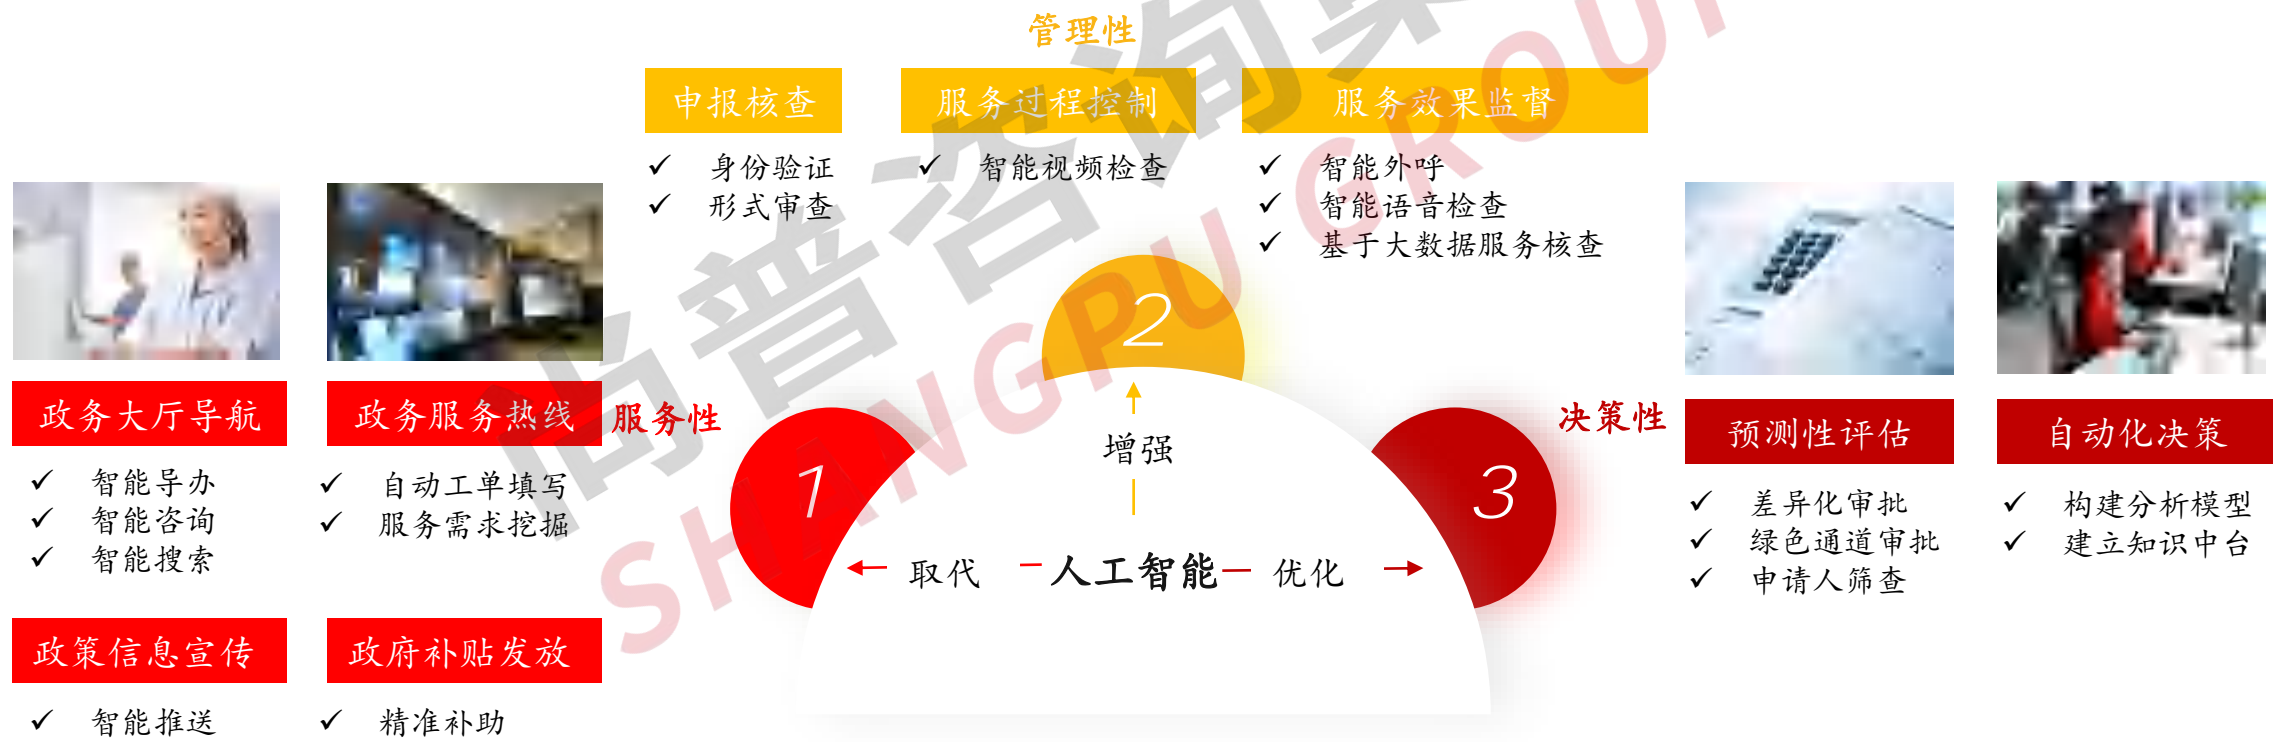 管理性
申报核查
服务过程控制
服务效果监督
✓ 身份验证
✓ 形式审查
✓ 智能视频检查
✓ 智能外呼
✓ 智能语音检查
✓ 基于大数据服务核查
政务大厅导航
✓ 智能导办
✓ 智能咨询
✓ 智能搜索
政务服务热线
✓ 自动工单填写
✓ 服务需求挖掘
政策信息宣传
✓ 智能推送
政府补贴发放
✓ 精准补助
服务性
1
2
3
增强
取代
人工智能
优化
决策性
预测性评估
✓ 差异化审批
✓ 绿色通道审批
✓ 申请人筛查
自动化决策
✓ 构建分析模型
✓ 建立知识中台
尚普咨询集
SHANGPU GROUP